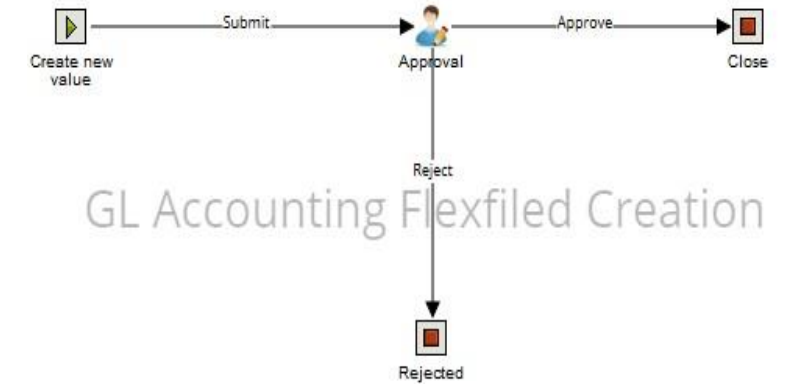 Submit
Approve
Create new
value
Approval
Close
Reject
GL Accounting Flexfiled Creation
Rejected